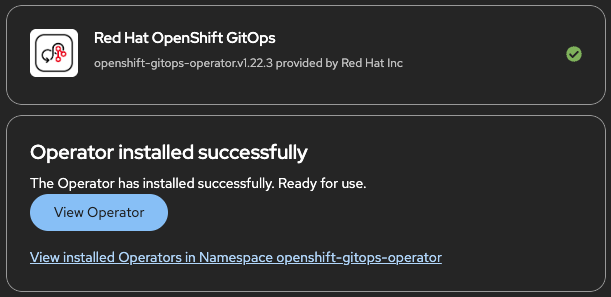 Red Hat OpenShift GitOps
openshift-gitops-operator.v1.22.3 provided by Red Hat Inc
Operator installed successfully
The Operator has installed successfully. Ready for use.
View Operator
View installed Operators in Namespace openshift-gitops-operator